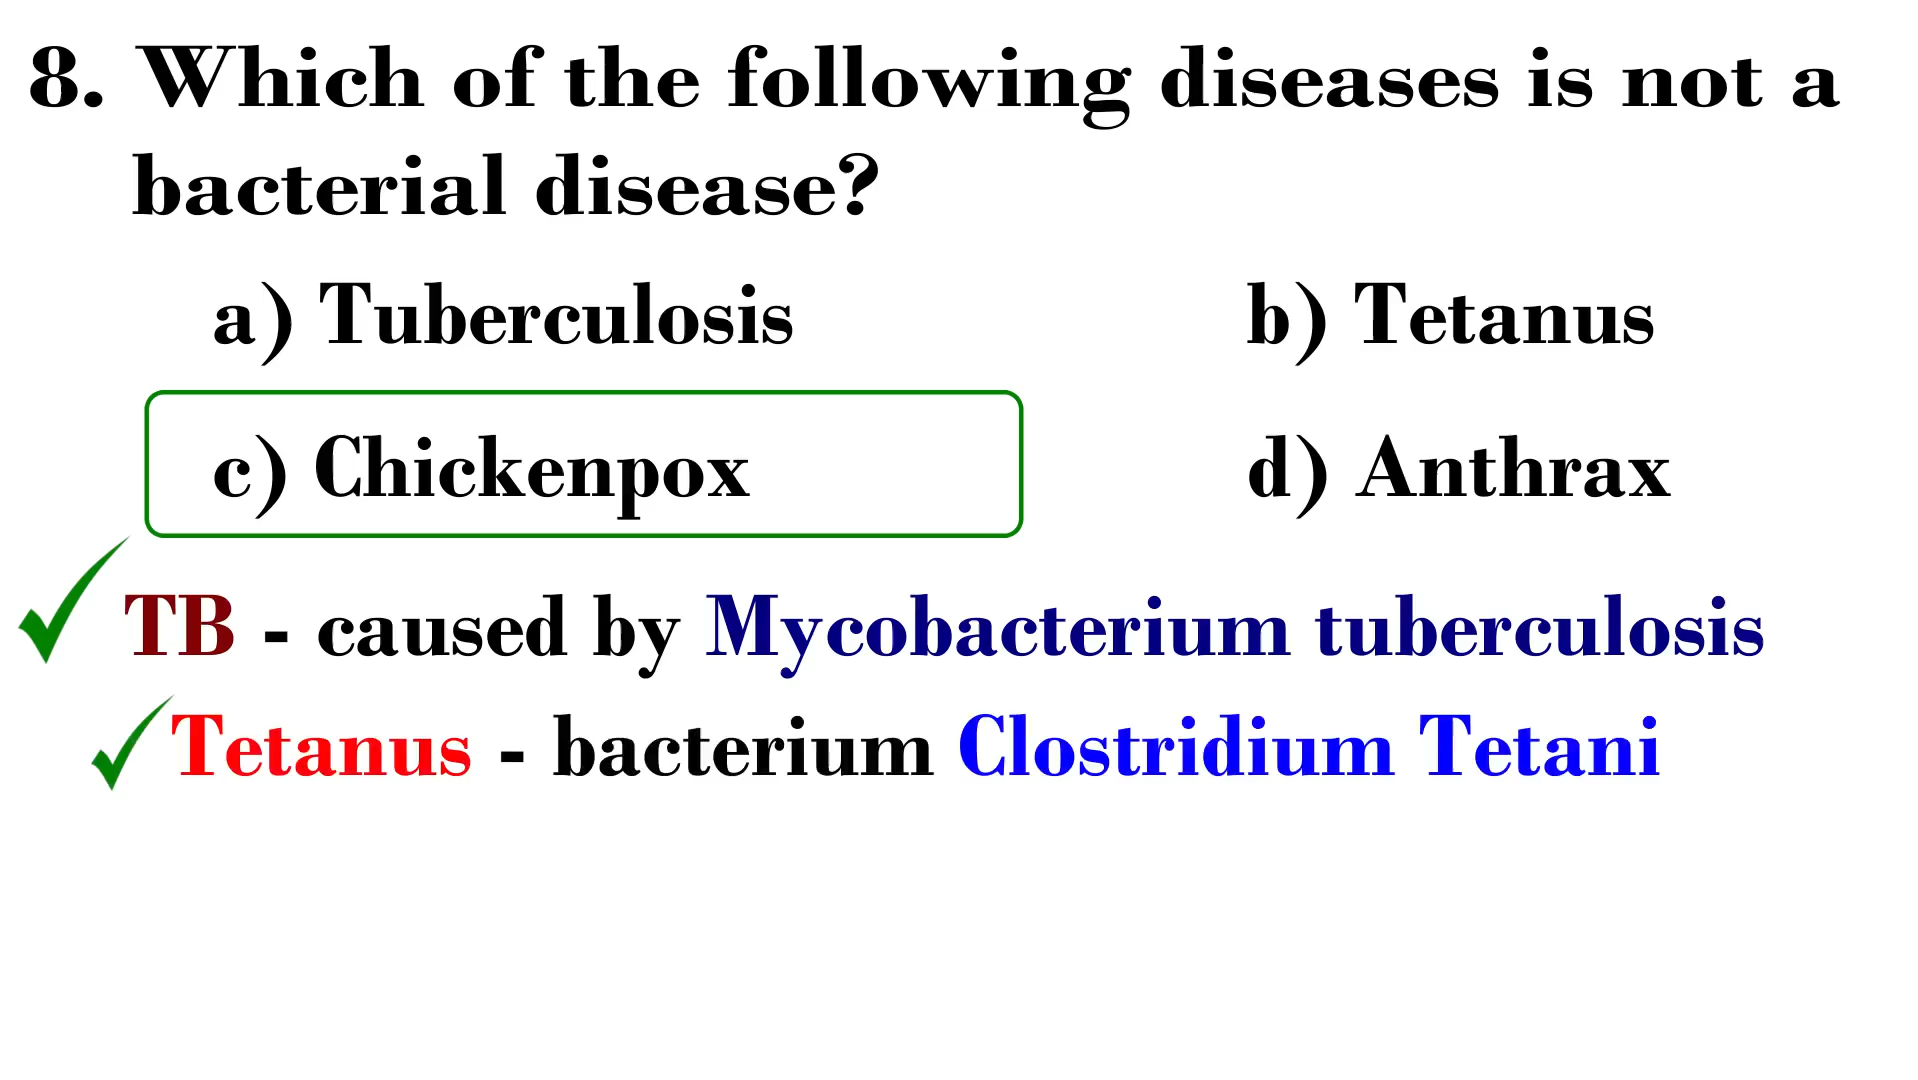 8. Which of the following diseases is not a
bacterial disease?
a) Tuberculosis b) Tetanus
c) Chickenpox d) Anthrax
TB - caused by Mycobacterium tuberculosis
Tetanus - bacterium Clostridium Tetani